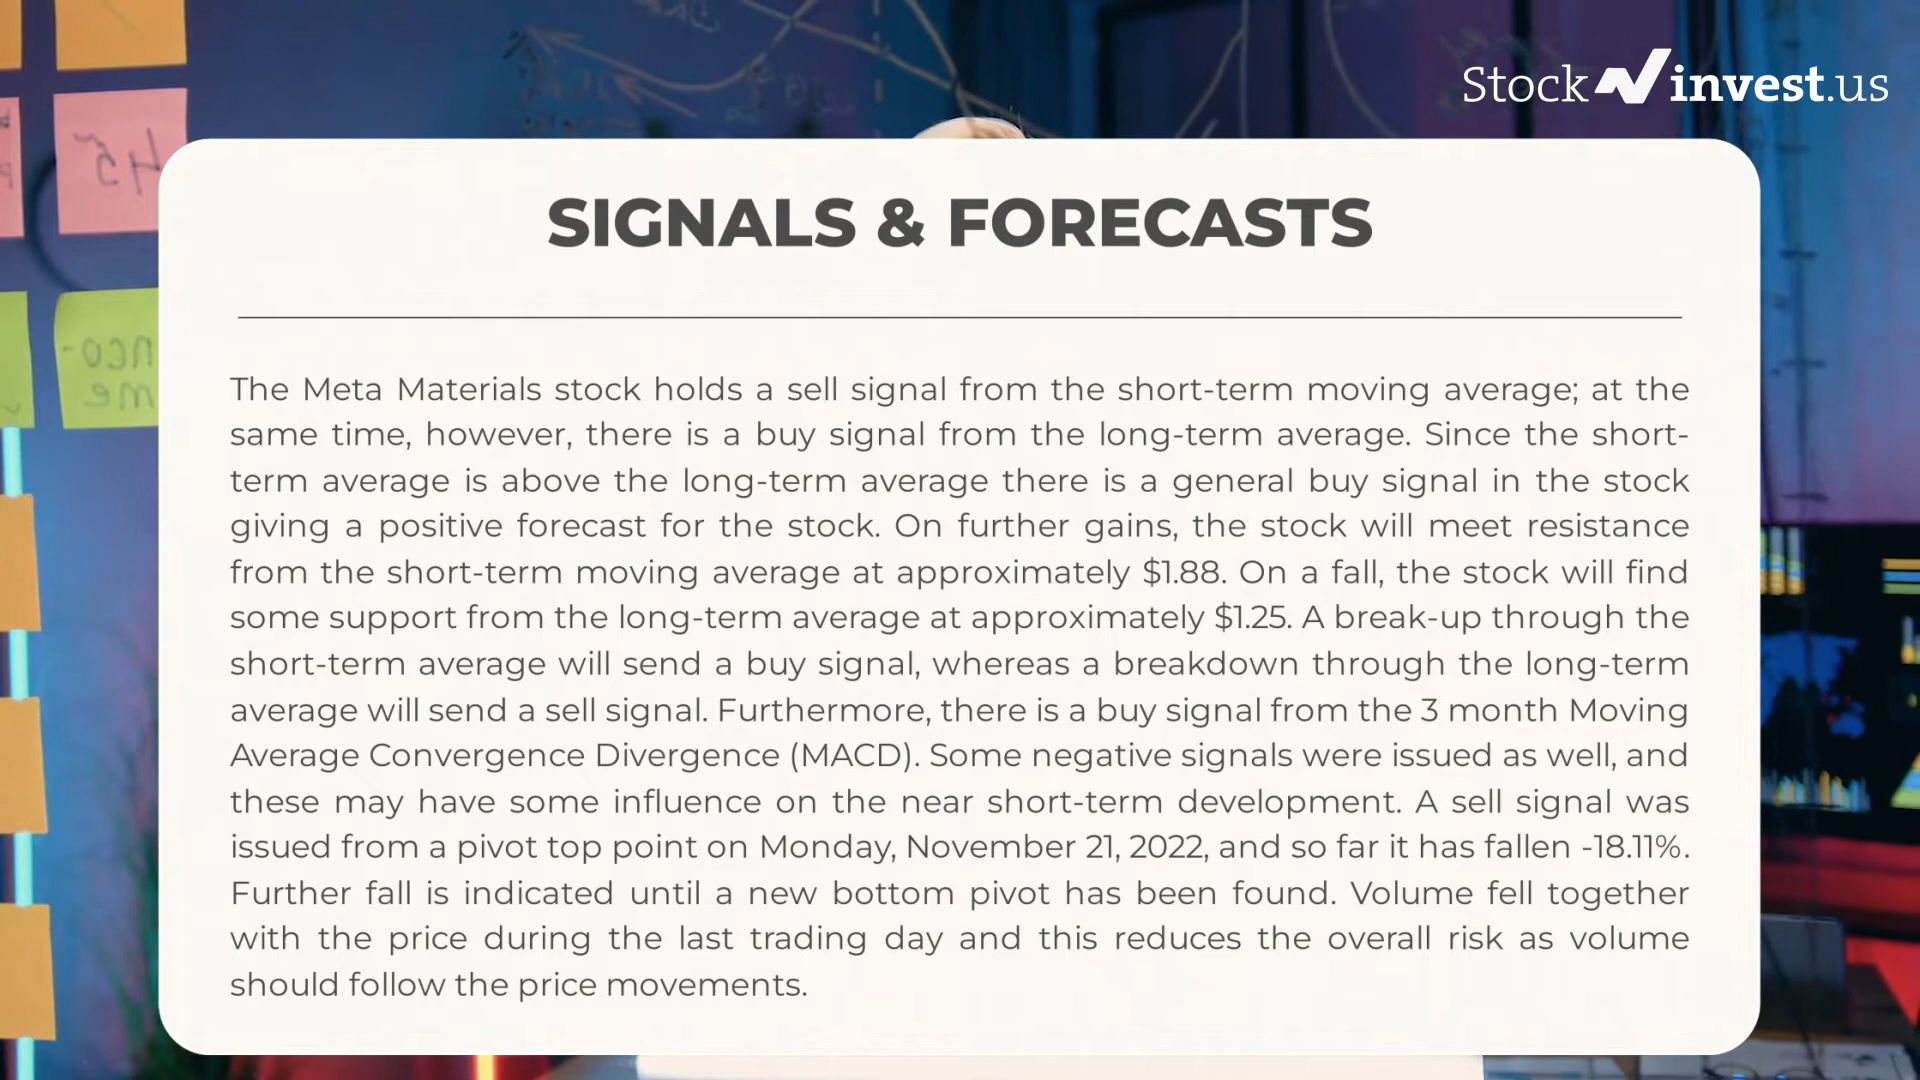 Stock invest.us
SIGNALS & FORECASTS
The Meta Materials stock holds a sell signal from the short-term moving average; at the
same time, however, there is a buy signal from the long-term average. Since the short-
term average is above the long-term average there is a general buy signal in the stock
giving a positive forecast for the stock. On further gains, the stock will meet resistance
from the short-term moving average at approximately $1.88. On a fall, the stock will find
some support from the long-term average at approximately $1.25. A break-up through the
short-term average will send a buy signal, whereas a breakdown through the long-term
average will send a sell signal. Furthermore, there is a buy signal from the 3 month Moving
Average Convergence Divergence (MACD). Some negative signals were issued as well, and
these may have some influence on the near short-term development. A sell signal was
issued from a pivot top point on Monday, November 21, 2022, and so far it has fallen -18.11%.
Further fall is indicated until a new bottom pivot has been found. Volume fell together
with the price during the last trading day and this reduces the overall risk as volume
should follow the price movements.
45